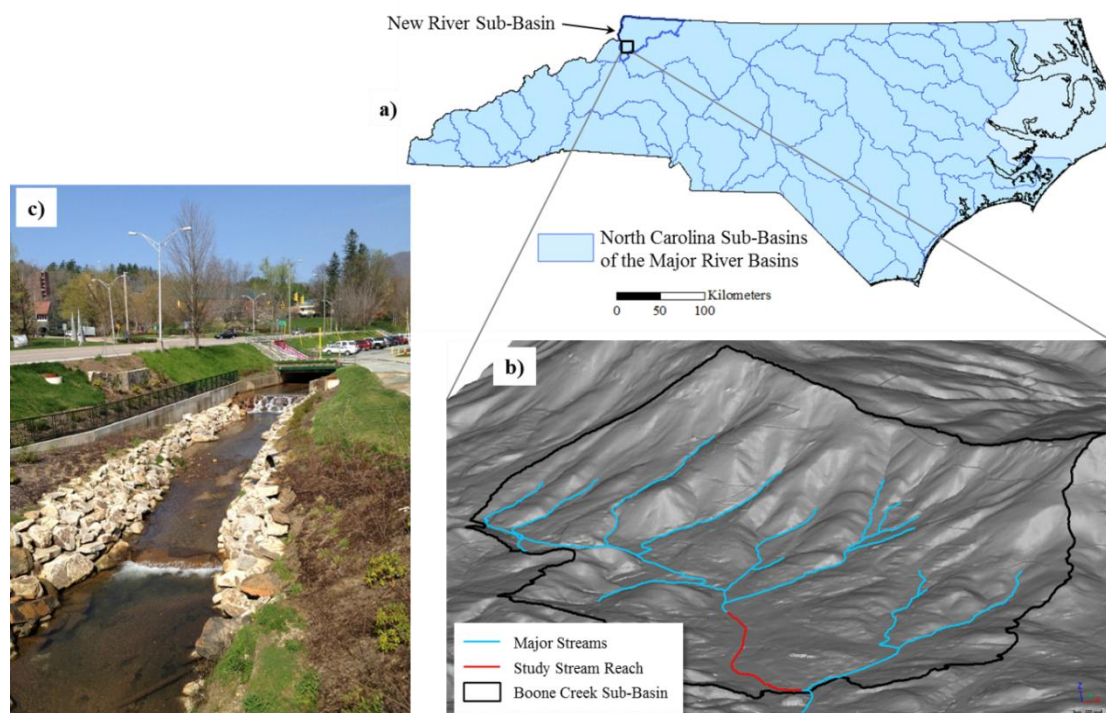 New River Sub-Basin
a)
North Carolina Sub-Basins
of the Major River Basins
Kilometers
0 50 100
c)
b)
Major Streams
Study Stream Reach
Boone Creek Sub-Basin